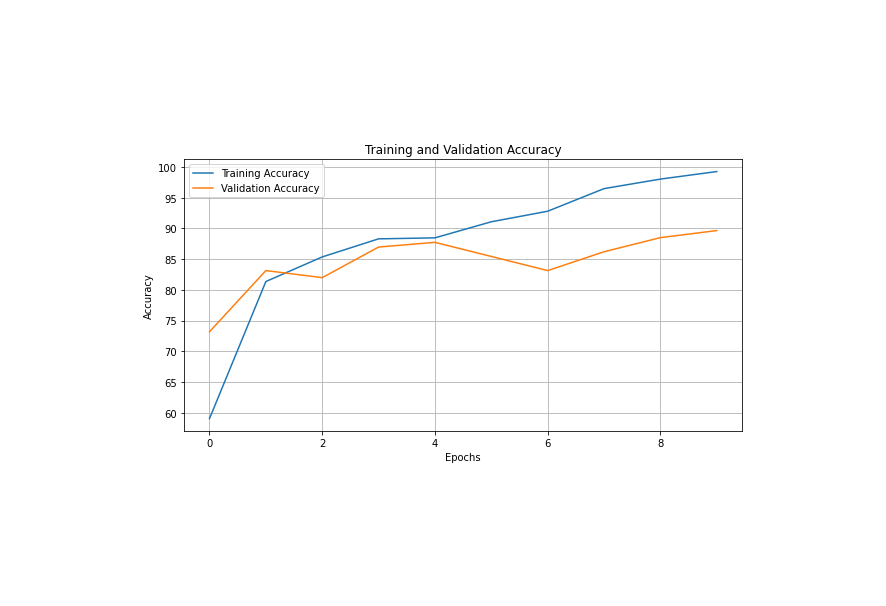 Training and Validation Accuracy
Training Accuracy
Validation Accuracy
100
95
90
85
80
75
70
65
60
Accuracy
0 2 4 6 8
Epochs